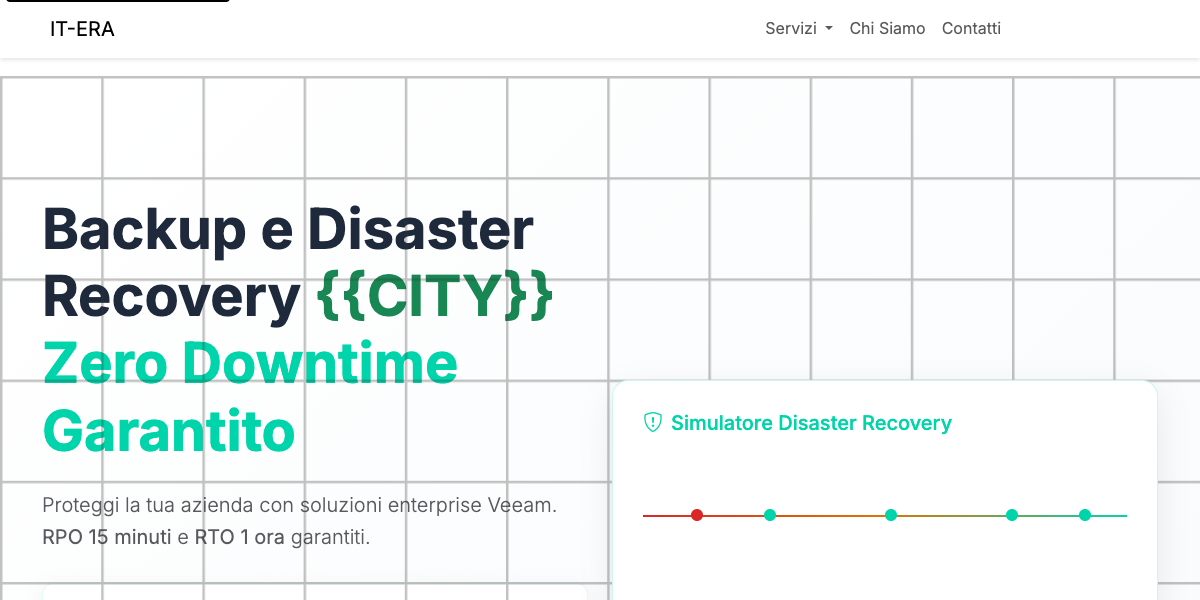 IT-ERA
Servizi Chi Siamo Contatti
Backup e Disaster
Recovery {{CITY}}
Zero Downtime
Garantito
Proteggi la tua azienda con soluzioni enterprise Veeam.
RPO 15 minuti e RTO 1 ora garantiti.
Simulatore Disaster Recovery